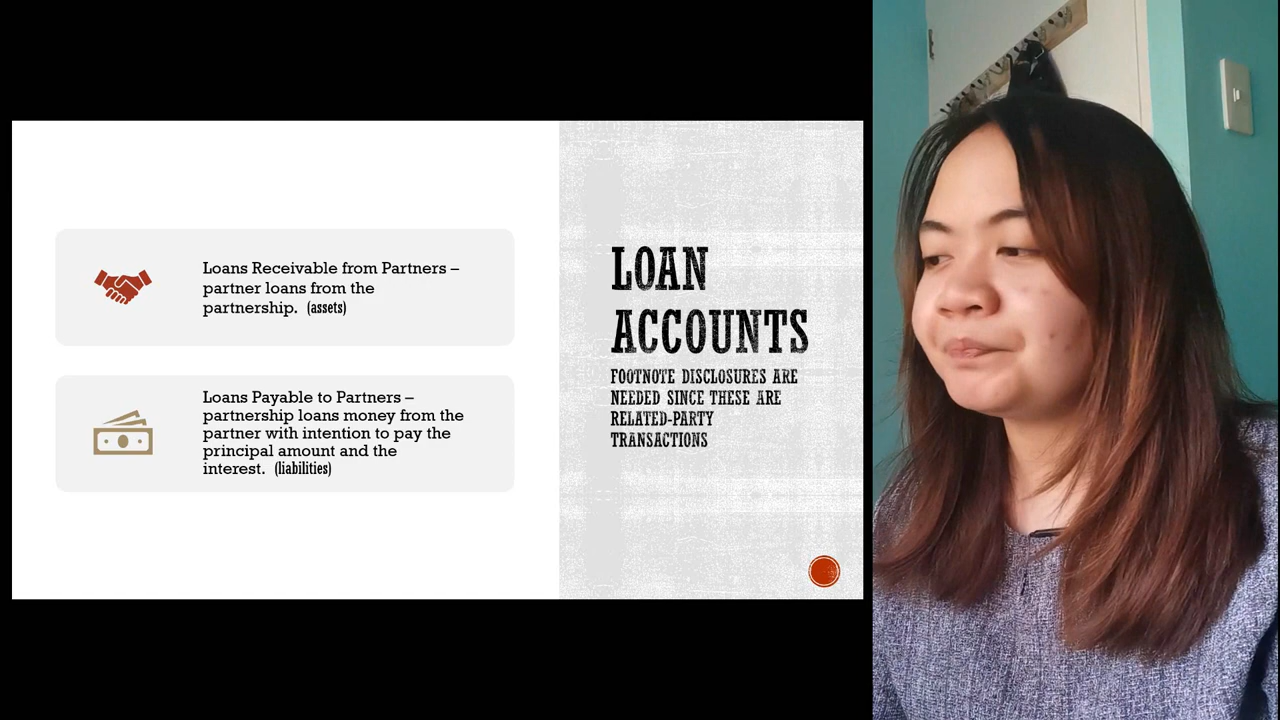 Loans Receivable from Partners –
partner loans from the
partnership. (assets)
Loans Payable to Partners –
partnership loans money from the
partner with intention to pay the
principal amount and the
interest. (liabilities)
LOAN
ACCOUNTS
FOOTNOTE DISCLOSURES ARE
NEEDED SINCE THESE ARE
RELATED-PARTY
TRANSACTIONS